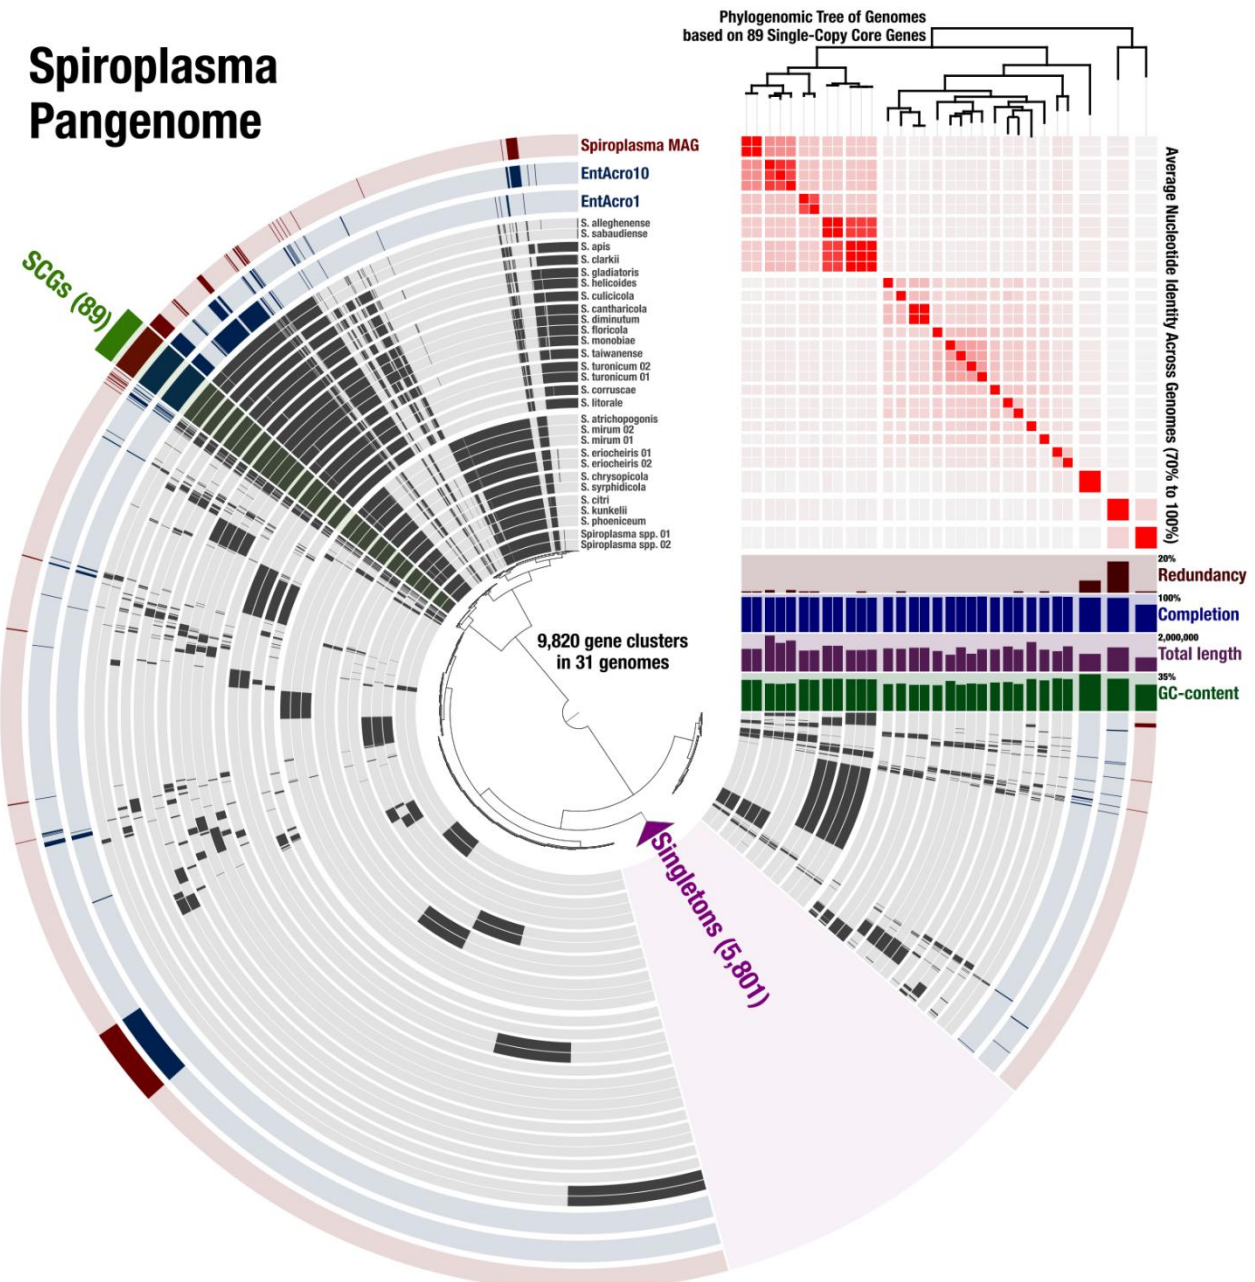 Spiroplasma
Pangenome
Phylogenomic Tree of Genomes
based on 89 Single-Copy Core Genes
Spiroplasma MAG
EntAcro10
EntAcro1
S. alleghenense
S. sabaudiense
S. apis
S. clarkii
S. gladiatoris
S. helicoides
S. culicicola
S. cantharicola
S. diminutum
S. floricola
S. monobiae
S. taiwanense
S. turonicum 02
S. turonicum 01
S. corruscae
S. litorale
S. atrichopogonis
S. mirum 02
S. mirum 01
S. eriocheiris 01
S. eriocheiris 02
S. chrysopicola
S. syrphidicola
S. citri
S. kunkelii
S. phoeniceum
Spiroplasma spp. 01
Spiroplasma spp. 02
SCGs (89)
Average Nucleotide Identity Across Genomes (70% to 100%)
20%
Redundancy
100%
Completion
2,000,000
Total length
35%
GC-content
9,820 gene clusters
in 31 genomes
Singletons (5,801)